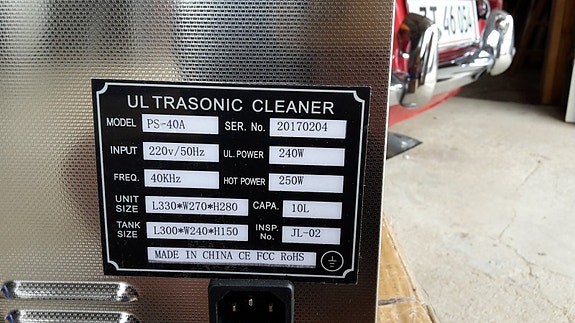 ULTRASONIC CLEANER
MODEL PS-40A SER. No. 20170204
INPUT 220v/50Hz UL.POWER 240W
FREQ. 40KHz HOT POWER 250W
UNIT SIZE L330*W270*H280 CAPA. 10L
TANK SIZE L300*W240*H150 INSP. No. JL-02
MADE IN CHINA CE FCC RoHS